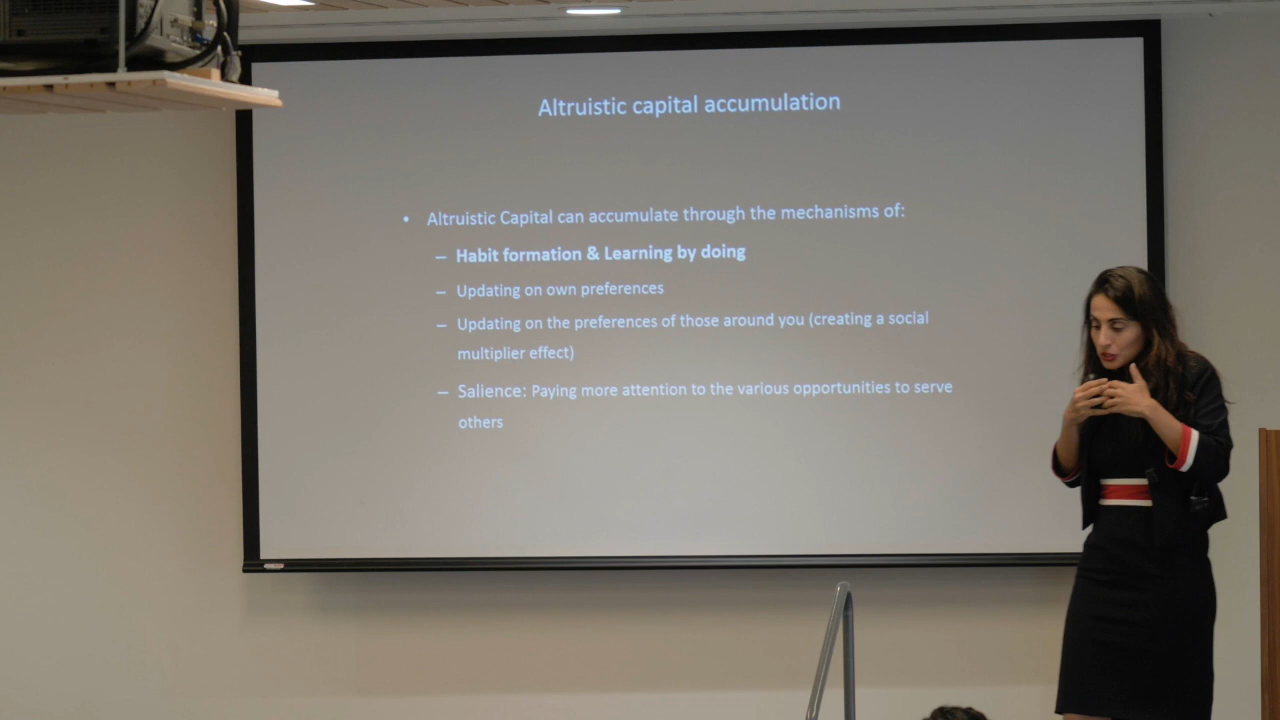 Altruistic capital accumulation
• Altruistic Capital can accumulate through the mechanisms of:
– Habit formation & Learning by doing
– Updating on own preferences
– Updating on the preferences of those around you (creating a social
multiplier effect)
– Salience: Paying more attention to the various opportunities to serve
others